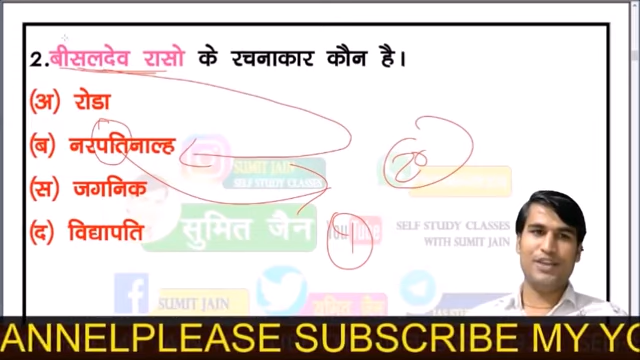 2. बीसलदेव रासो के रचनाकार कौन है।
(अ) रोडा
(ब) नरपतिनाल्ह
(स) जगनिक
(द) विद्यापति
SUMIT JAIN
SELF STUDY CLASSES
सुमित जैन
YouTube
SELF STUDY CLASSES
WITH SUMIT JAIN
SUMIT JAIN
सुमित जैन
ANNELPLEASE SUBSCRIBE MY YO